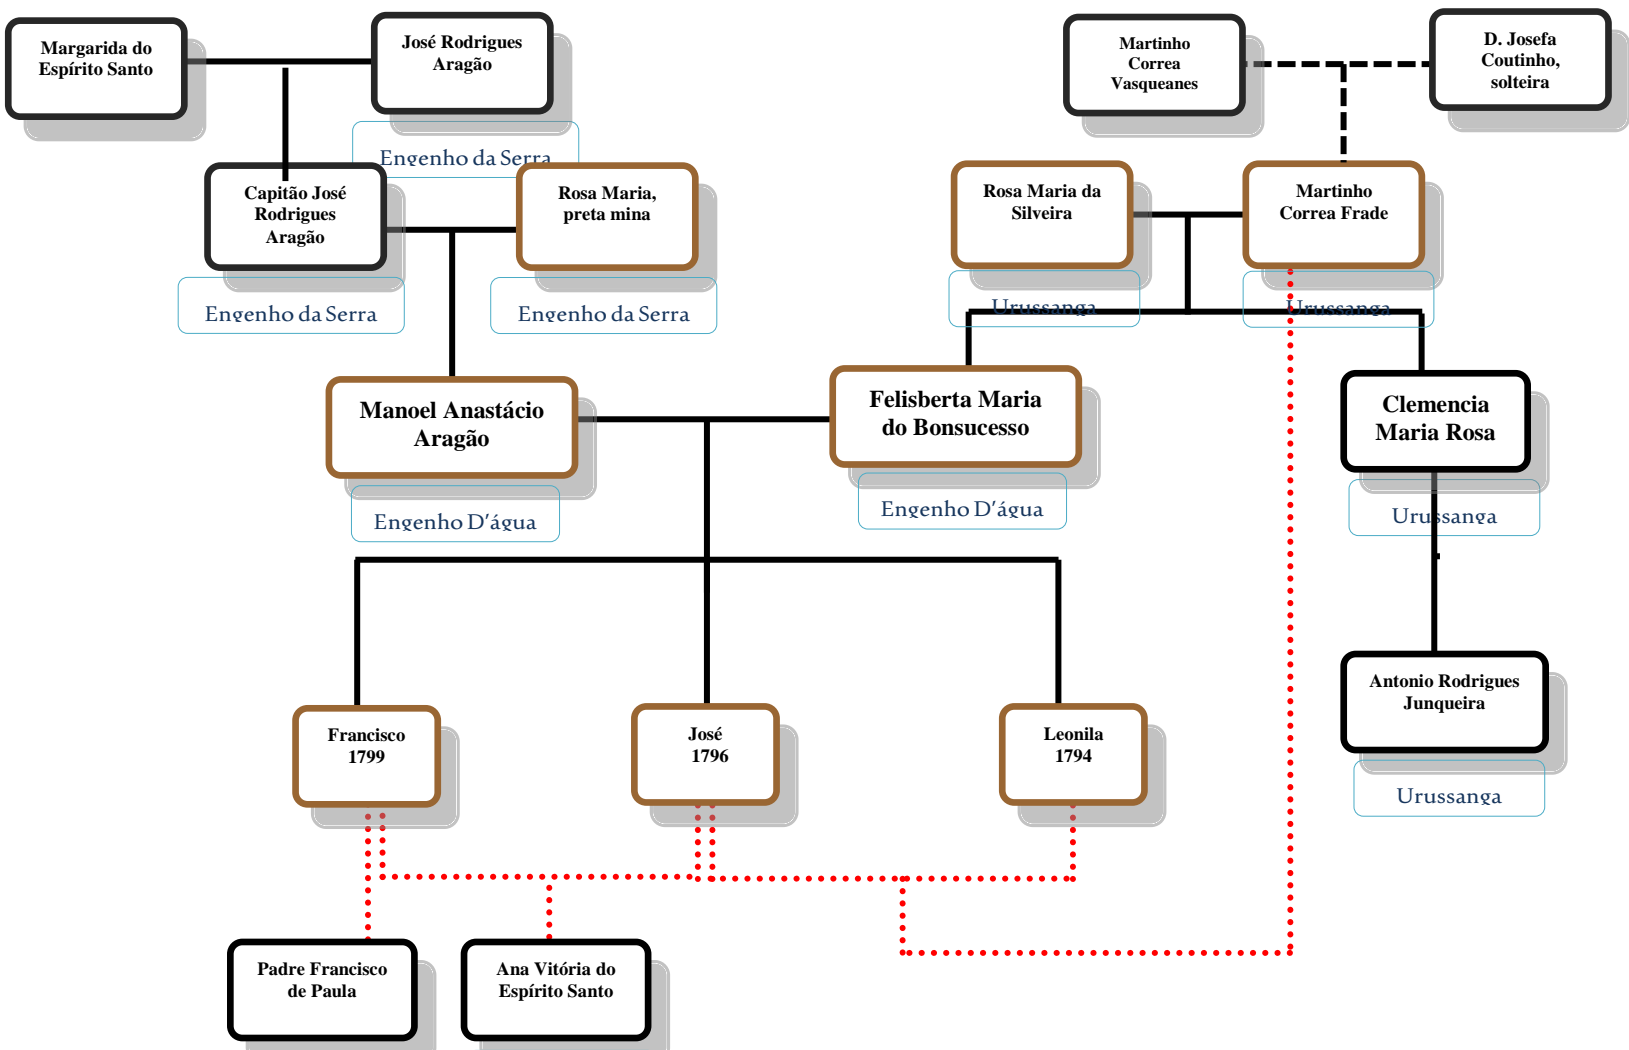 Margarida do
Espírito Santo
José Rodrigues
Aragão
Martinho
Correa
Vasqueanes
D. Josefa
Coutinho,
solteira
Engenho da Serra
Capitão José
Rodrigues
Aragão
Rosa Maria,
preta mina
Rosa Maria da
Silveira
Martinho
Correa Frade
Engenho da Serra
Engenho da Serra
Urussanga
Urussanga
Manoel Anastácio
Aragão
Felisberta Maria
do Bonsucesso
Clemencia
Maria Rosa
Engenho D'água
Engenho D'água
Urussanga
Antonio Rodrigues
Junqueira
Urussanga
Francisco
1799
José
1796
Leonila
1794
Padre Francisco
de Paula
Ana Vitória do
Espírito Santo